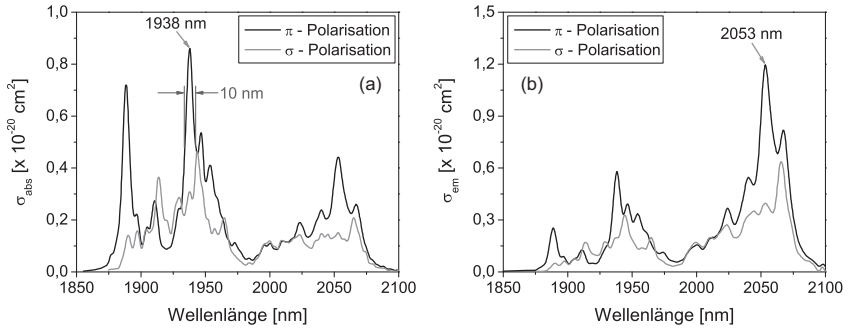 1938 nm
π - Polarisation
σ - Polarisation
(a)
10 nm
1,0
0,8
0,6
0,4
0,2
0,0
σabs [x 10-20 cm2]
1850 1900 1950 2000 2050 2100
Wellenlänge [nm]
π - Polarisation
σ - Polarisation
2053 nm
(b)
1,5
1,2
0,9
0,6
0,3
0,0
σem [x 10-20 cm2]
1850 1900 1950 2000 2050 2100
Wellenlänge [nm]